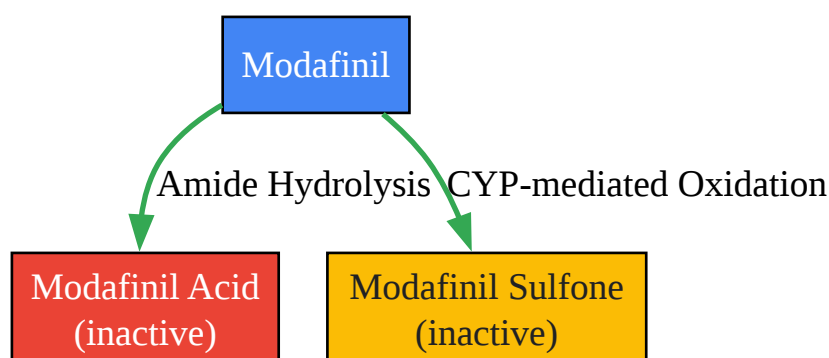 Modafinil
Amide Hydrolysis
CYP-mediated Oxidation
Modafinil Acid
(inactive)
Modafinil Sulfone
(inactive)